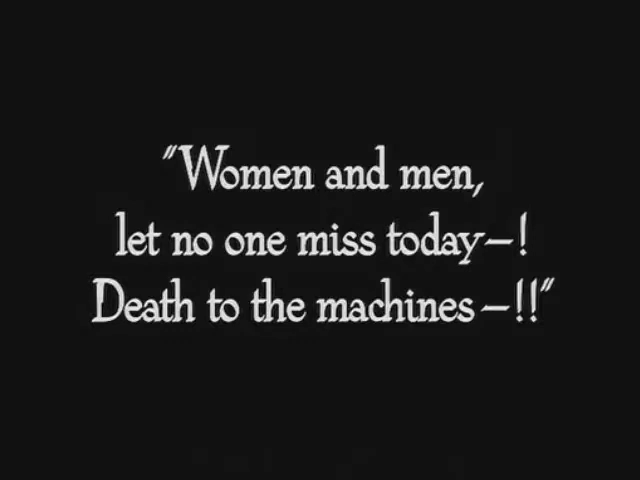 "Women and men,
let no one miss today—!
Death to the machines—!!"